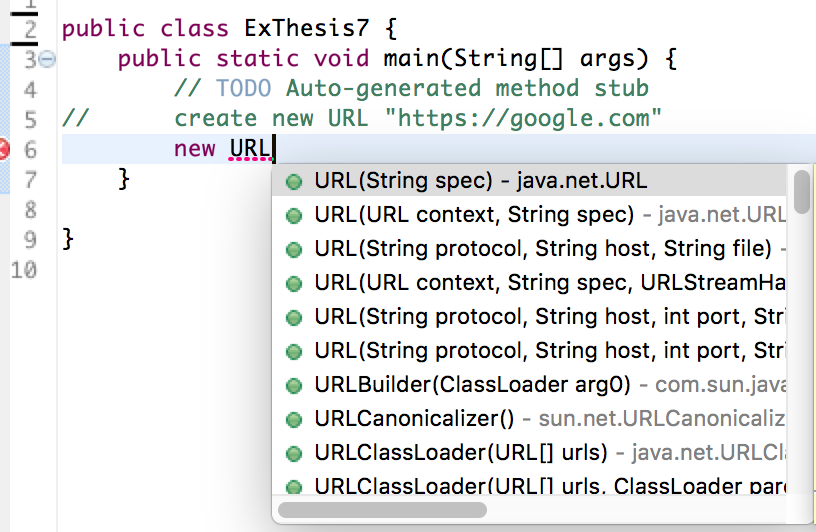 1
2 public class ExThesis7 {
3 public static void main(String[] args) {
4 // TODO Auto-generated method stub
5 // create new URL "https://google.com"
6 new URL
7 }
8
9 }
10
URL(String spec) - java.net.URL
URL(URL context, String spec) - java.net.URL
URL(String protocol, String host, String file) -
URL(URL context, String spec, URLStreamHa
URL(String protocol, String host, int port, Stri
URL(String protocol, String host, int port, Stri
URLBuilder(ClassLoader arg0) - com.sun.java
URLCanonicalizer() - sun.net.URLCanonicaliz
URLClassLoader(URL[] urls) - java.net.URLCl
URLClassLoader(URL[] urls, ClassLoader pare